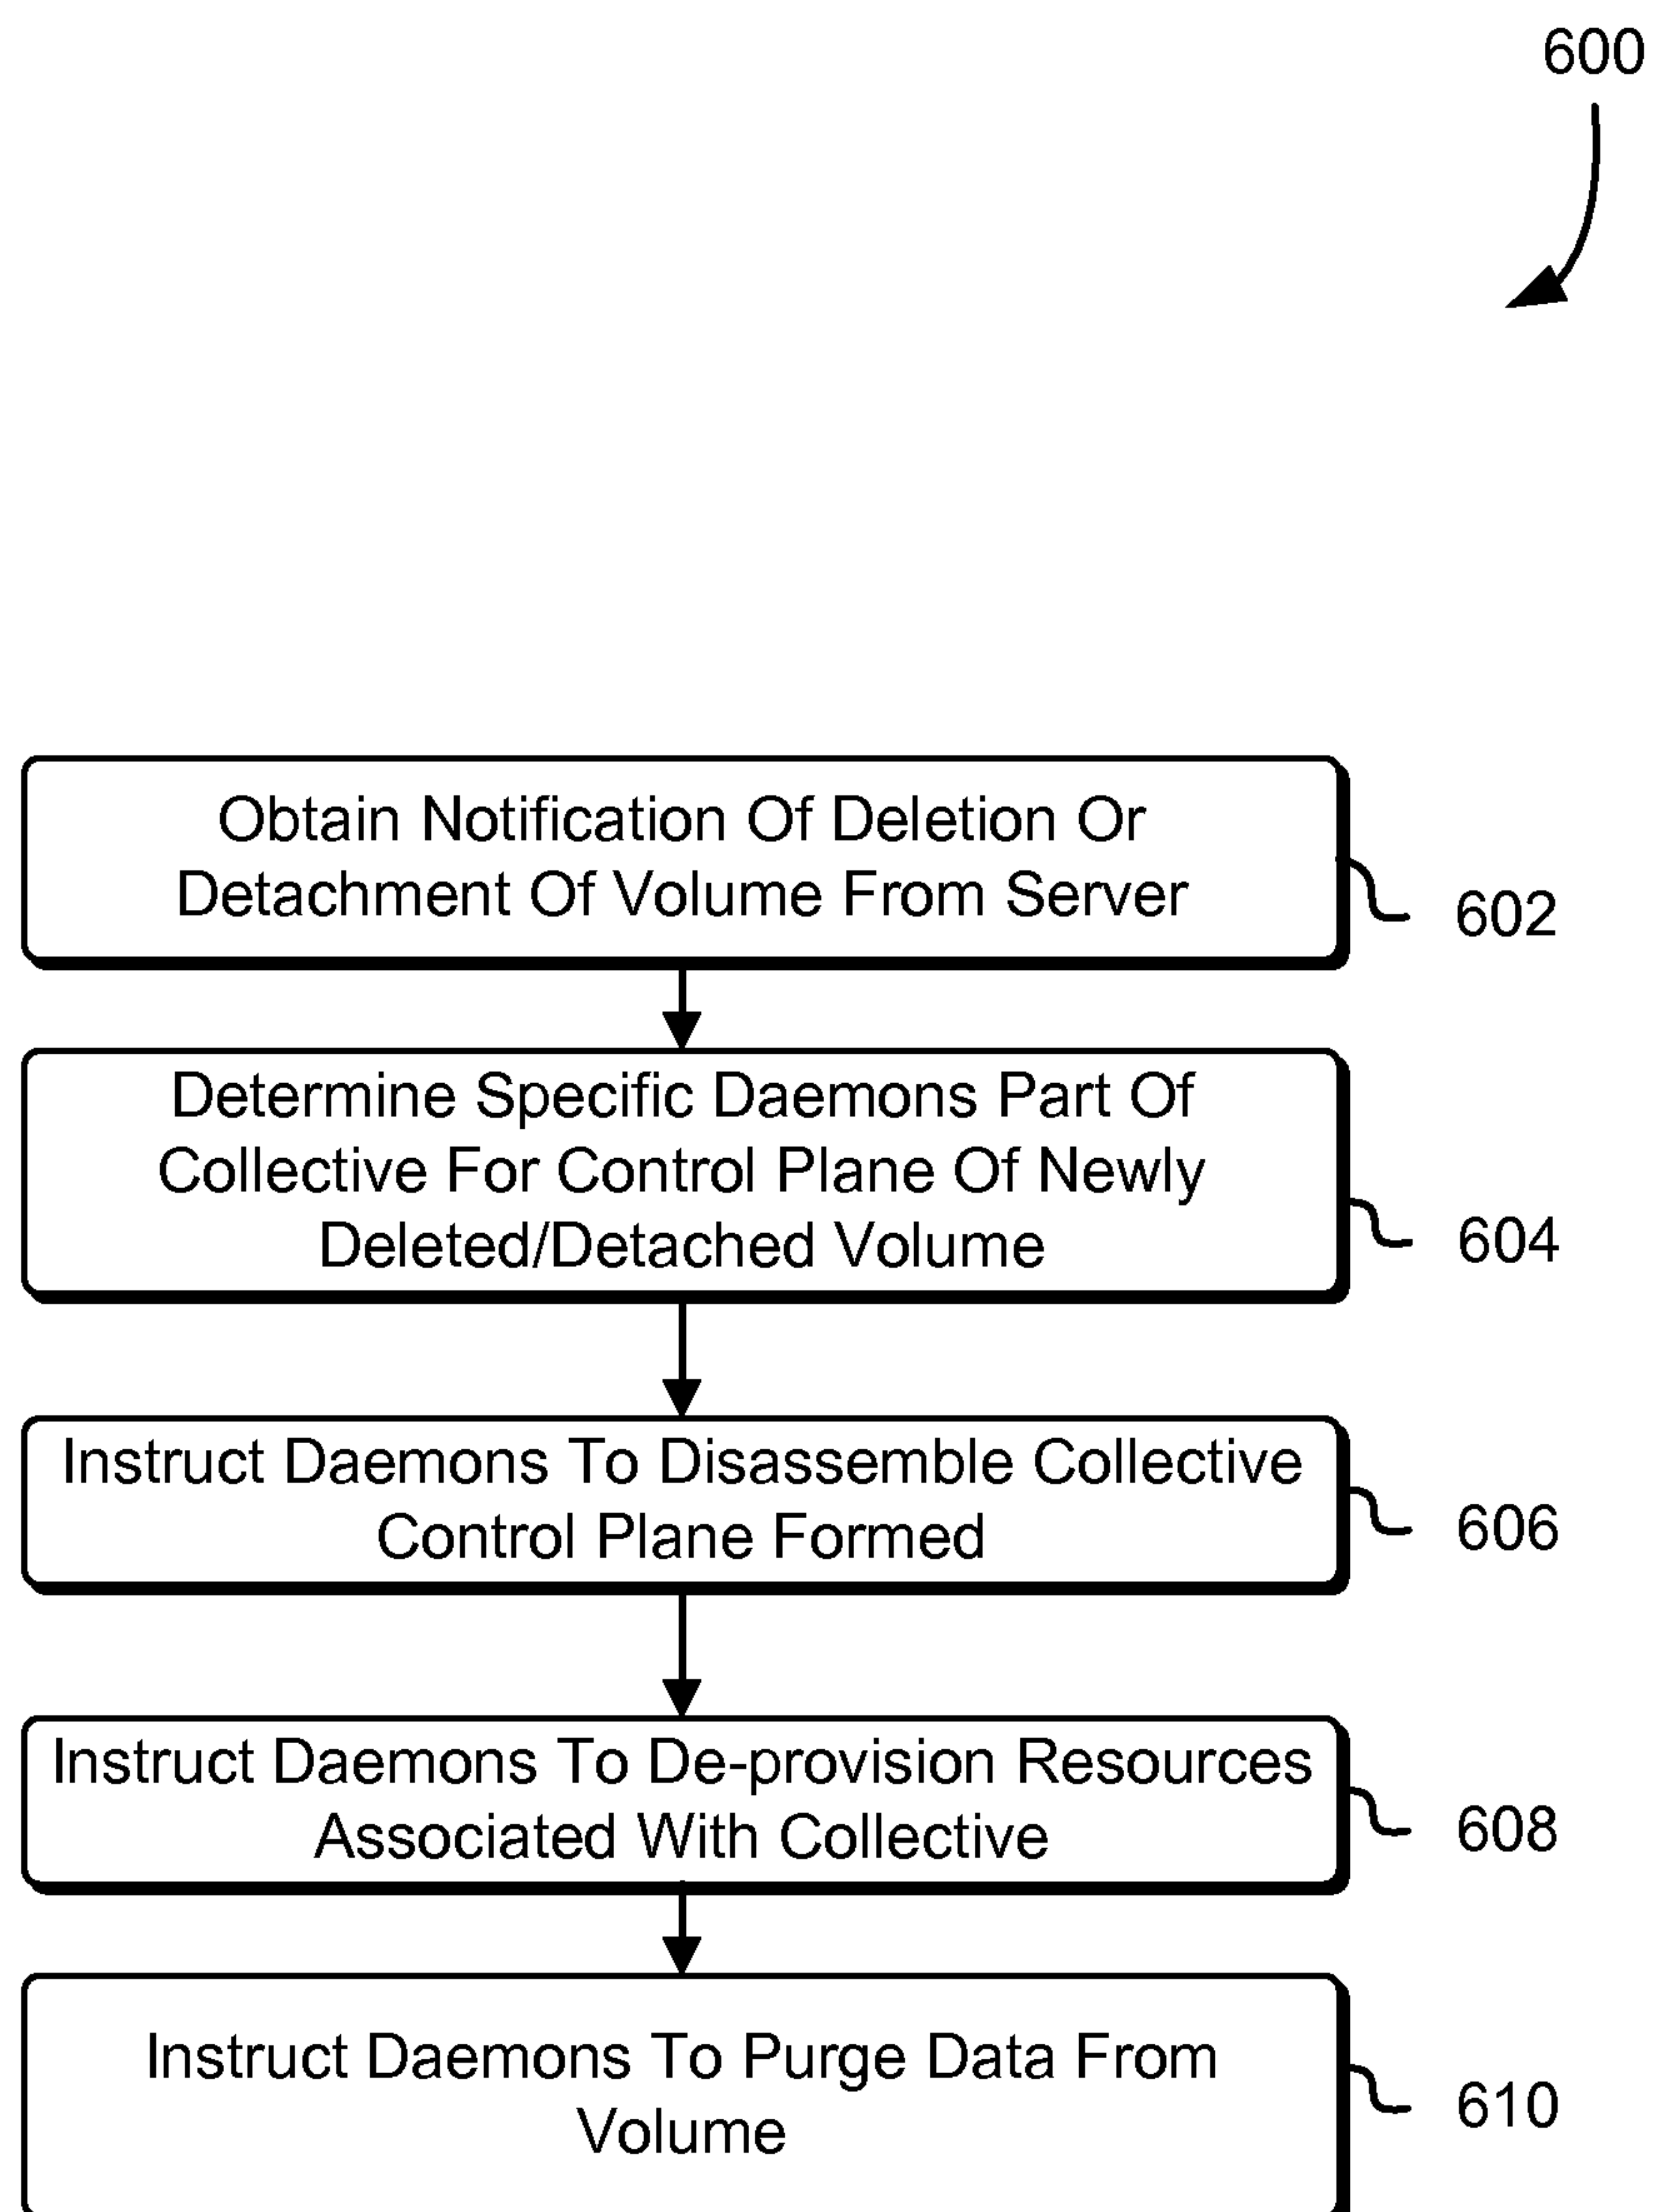 600
Obtain Notification Of Deletion Or
Detachment Of Volume From Server
602
Determine Specific Daemons Part Of
Collective For Control Plane Of Newly
Deleted/Detached Volume
604
Instruct Daemons To Disassemble Collective
Control Plane Formed
606
Instruct Daemons To De-provision Resources
Associated With Collective
608
Instruct Daemons To Purge Data From
Volume
610